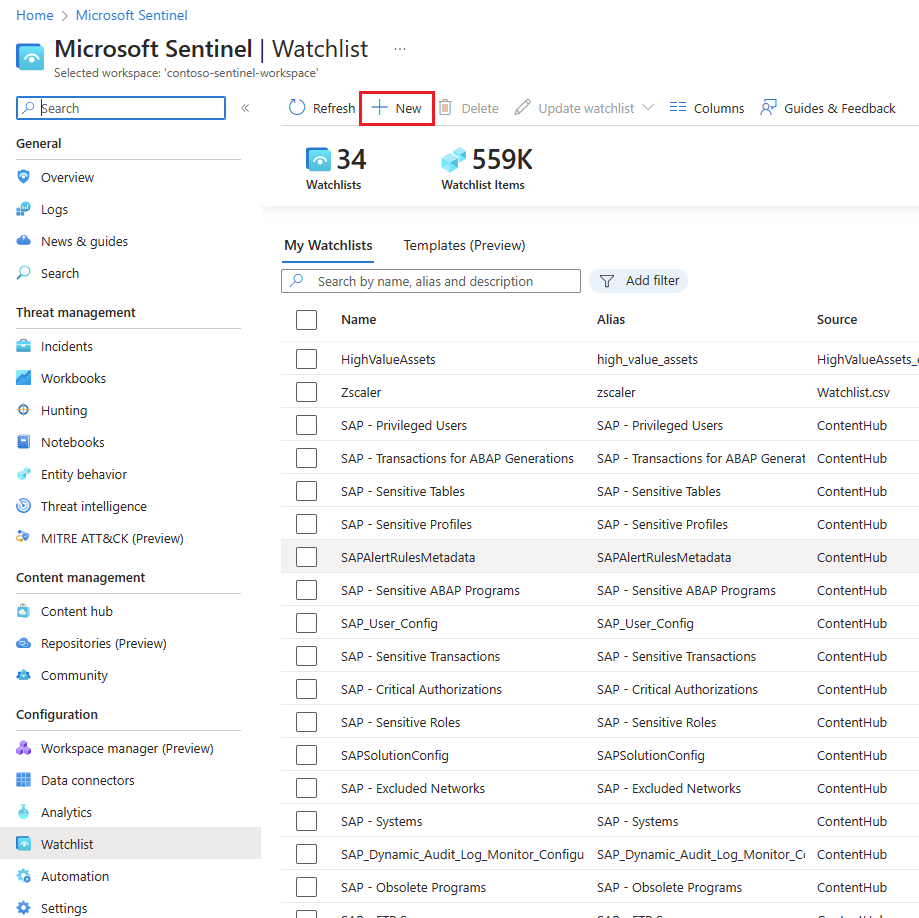 Home > Microsoft Sentinel
Microsoft Sentinel | Watchlist ...
Selected workspace: 'contoso-sentinel-workspace'
Search «
Refresh + New Delete Update watchlist Columns Guides & Feedback
General
Overview
Logs
News & guides
Search
Threat management
Incidents
Workbooks
Hunting
Notebooks
Entity behavior
Threat intelligence
MITRE ATT&CK (Preview)
Content management
Content hub
Repositories (Preview)
Community
Configuration
Workspace manager (Preview)
Data connectors
Analytics
Watchlist
Automation
Settings
34 559K
Watchlists Watchlist Items
My Watchlists Templates (Preview)
Search by name, alias and description Add filter
Name Alias Source
HighValueAssets high_value_assets HighValueAssets_
Zscaler zscaler Watchlist.csv
SAP - Privileged Users SAP - Privileged Users ContentHub
SAP - Transactions for ABAP Generations SAP - Transactions for ABAP Generat ContentHub
SAP - Sensitive Tables SAP - Sensitive Tables ContentHub
SAP - Sensitive Profiles SAP - Sensitive Profiles ContentHub
SAPAlertRulesMetadata SAPAlertRulesMetadata ContentHub
SAP - Sensitive ABAP Programs SAP - Sensitive ABAP Programs ContentHub
SAP_User_Config SAP_User_Config ContentHub
SAP - Sensitive Transactions SAP - Sensitive Transactions ContentHub
SAP - Critical Authorizations SAP - Critical Authorizations ContentHub
SAP - Sensitive Roles SAP - Sensitive Roles ContentHub
SAPSolutionConfig SAPSolutionConfig ContentHub
SAP - Excluded Networks SAP - Excluded Networks ContentHub
SAP - Systems SAP - Systems ContentHub
SAP_Dynamic_Audit_Log_Monitor_Configu SAP_Dynamic_Audit_Log_Monitor_Cc ContentHub
SAP - Obsolete Programs SAP - Obsolete Programs ContentHub